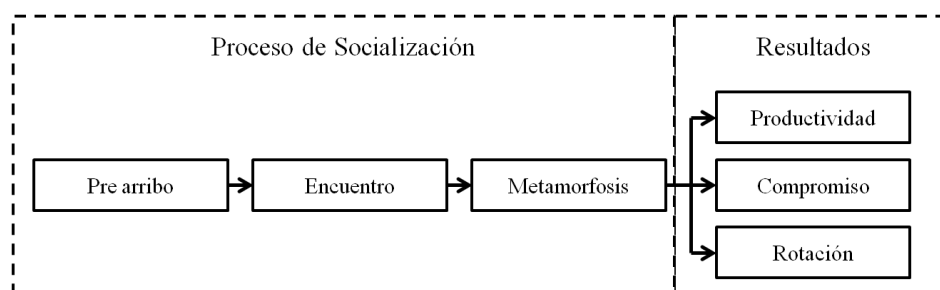 Proceso de Socialización
Resultados
Productividad
Pre arribo
Encuentro
Metamorfosis
Compromiso
Rotación